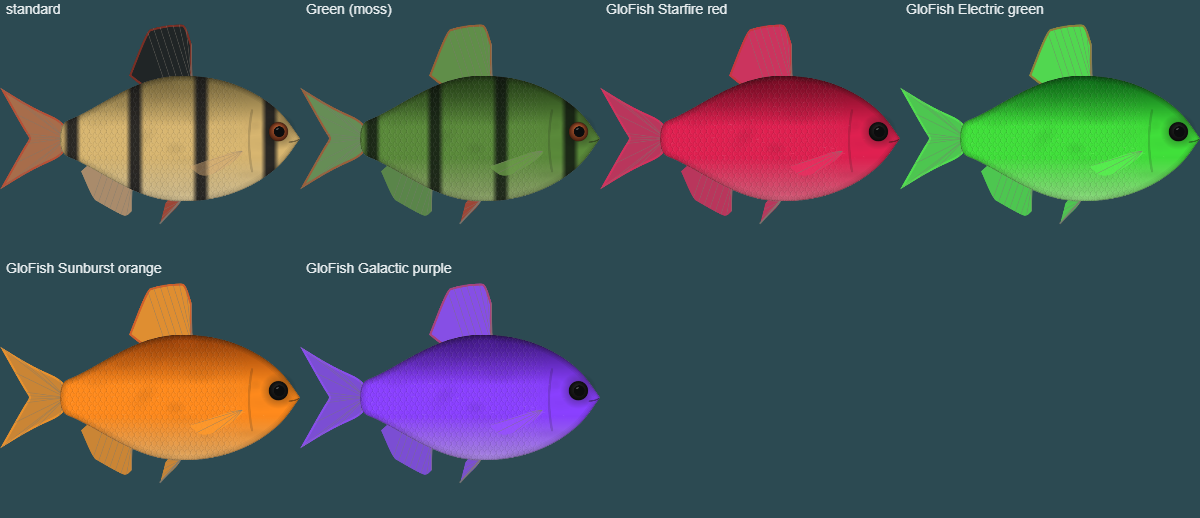 standard
Green (moss)
GloFish Starfire red
GloFish Electric green
GloFish Sunburst orange
GloFish Galactic purple